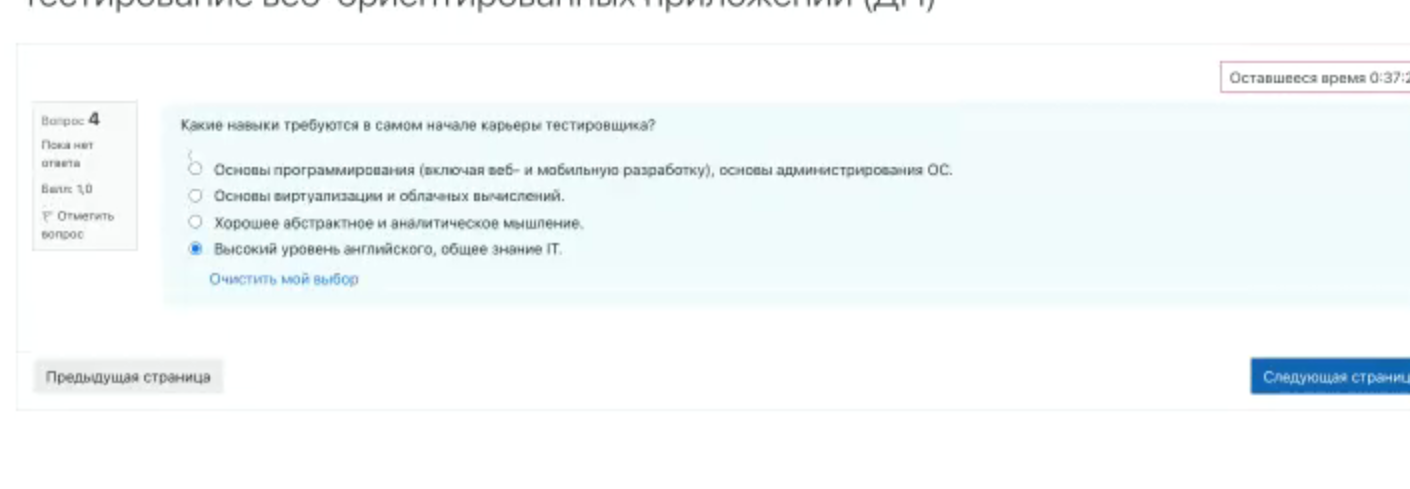 Тестирование веб-ориентированных приложений (ДП)
Оставшееся время 0:37:2
Вопрос 4
Пока нет
ответа
Балл: 1,0
Отметить
вопрос
Какие навыки требуются в самом начале карьеры тестировщика?
Основы программирования (включая веб- и мобильную разработку), основы администрирования ОС.
Основы виртуализации и облачных вычислений.
Хорошее абстрактное и аналитическое мышление.
Высокий уровень английского, общее знание IT.
Очистить мой выбор
Предыдущая страница
Следующая страниц